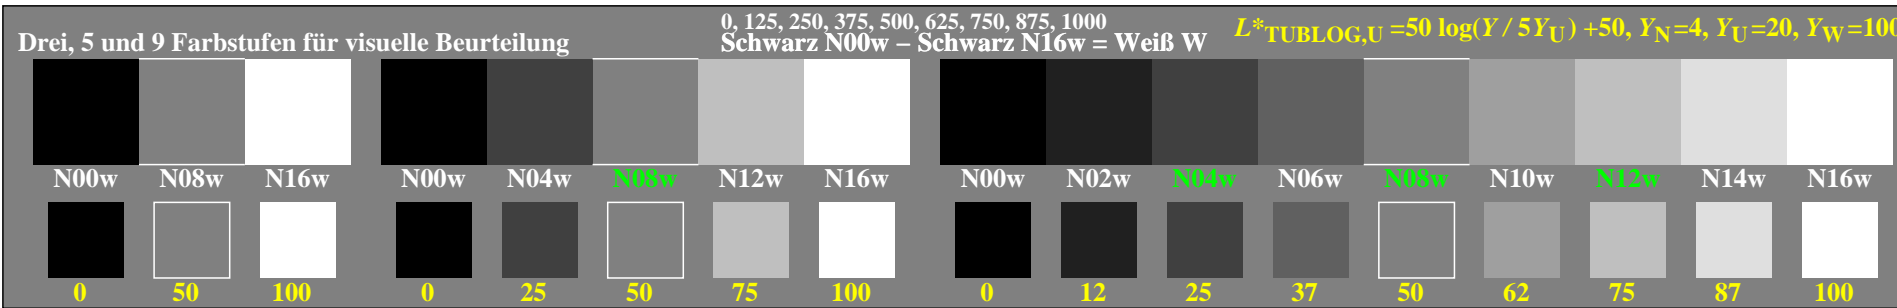 Drei, 5 und 9 Farbstufen für visuelle Beurteilung
0, 125, 250, 375, 500, 625, 750, 875, 1000
Schwarz N00w – Schwarz N16w = Weiß W
L*TUBLOG,U =50 log(Y / 5YU) +50, YN=4, YU=20, YW=100
N00w N08w N16w N00w N04w N08w N12w N16w N00w N02w N04w N06w N08w N10w N12w N14w N16w
0 50 100 0 25 50 75 100 0 12 25 37 50 62 75 87 100